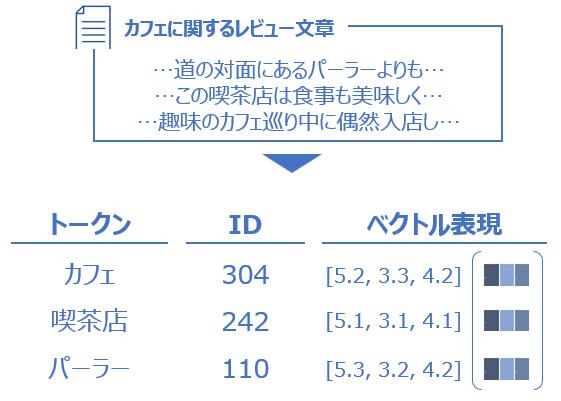 カフェに関するレビュー文章
…道の対面にあるパーラーよりも…
…この喫茶店は食事も美味しく…
…趣味のカフェ巡り中に偶然入店し…
トークン ID ベクトル表現
カフェ 304 [5.2, 3.3, 4.2]
喫茶店 242 [5.1, 3.1, 4.1]
パーラー 110 [5.3, 3.2, 4.2]